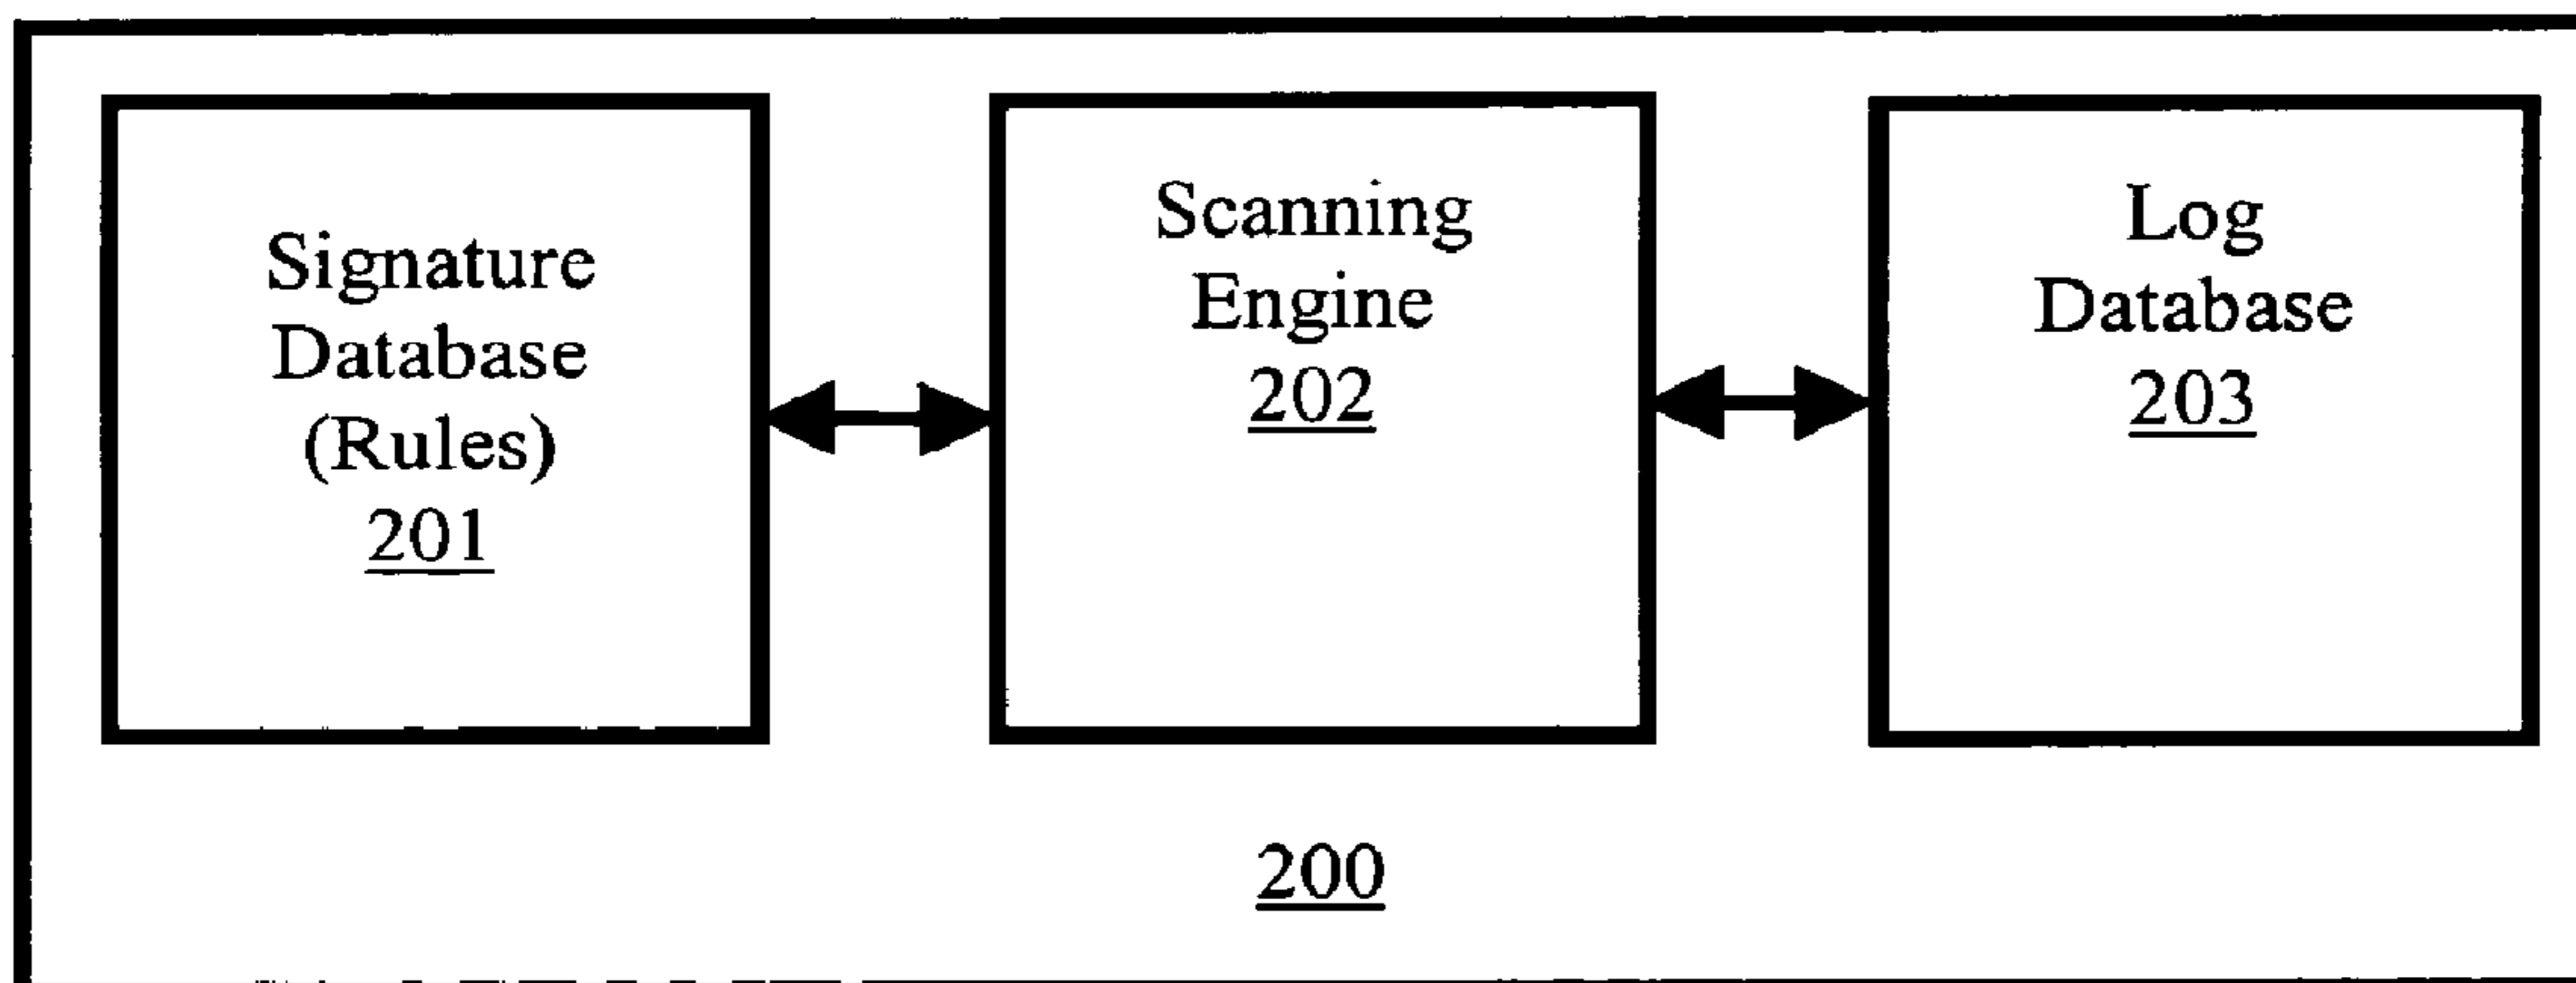 Signature
Database
(Rules)
201
Scanning
Engine
202
Log
Database
203
200